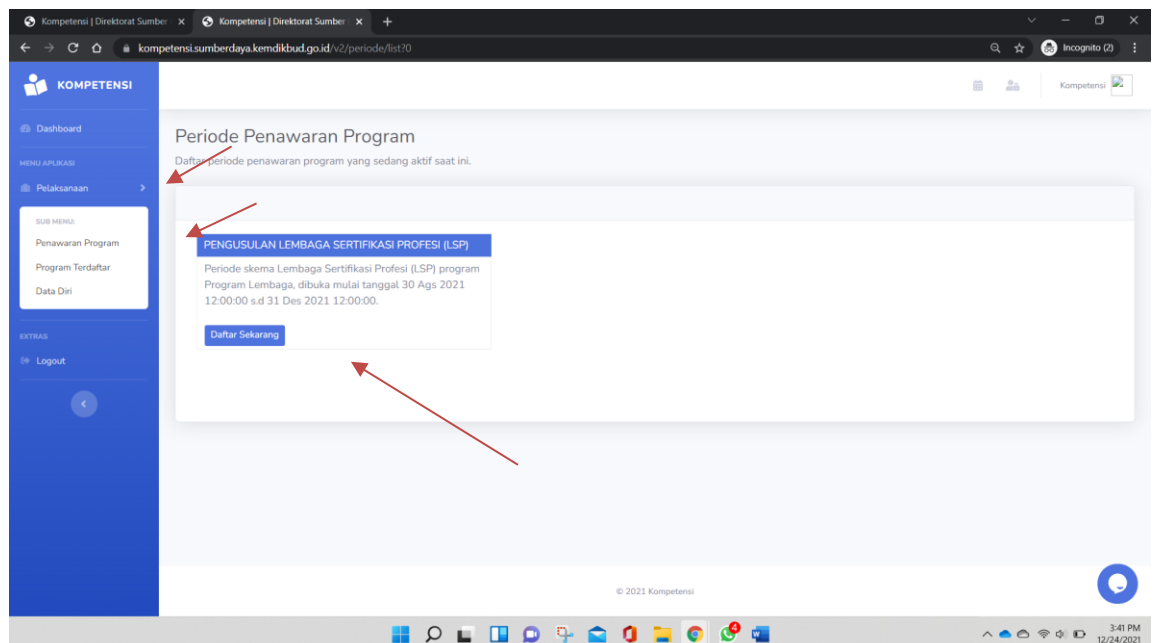 Kompetensi | Direktorat Sumber
Kompetensi | Direktorat Sumber
kompetensi.sumberdaya.kemdikbud.go.id/v2/periode/list?0
Incognito (2)
KOMPETENSI
Kompetensi
Dashboard
MENU APLIKASI
Pelaksanaan
SUB MENU:
Penawaran Program
Program Terdaftar
Data Diri
EXTRAS
Logout
Periode Penawaran Program
Daftar periode penawaran program yang sedang aktif saat ini.
PENGUSULAN LEMBAGA SERTIFIKASI PROFESI (LSP)
Periode skema Lembaga Sertifikasi Profesi (LSP) program
Program Lembaga, dibuka mulai tanggal 30 Ags 2021
12:00:00 s.d 31 Des 2021 12:00:00.
Daftar Sekarang
© 2021 Kompetensi
4
3:41 PM
12/24/2021